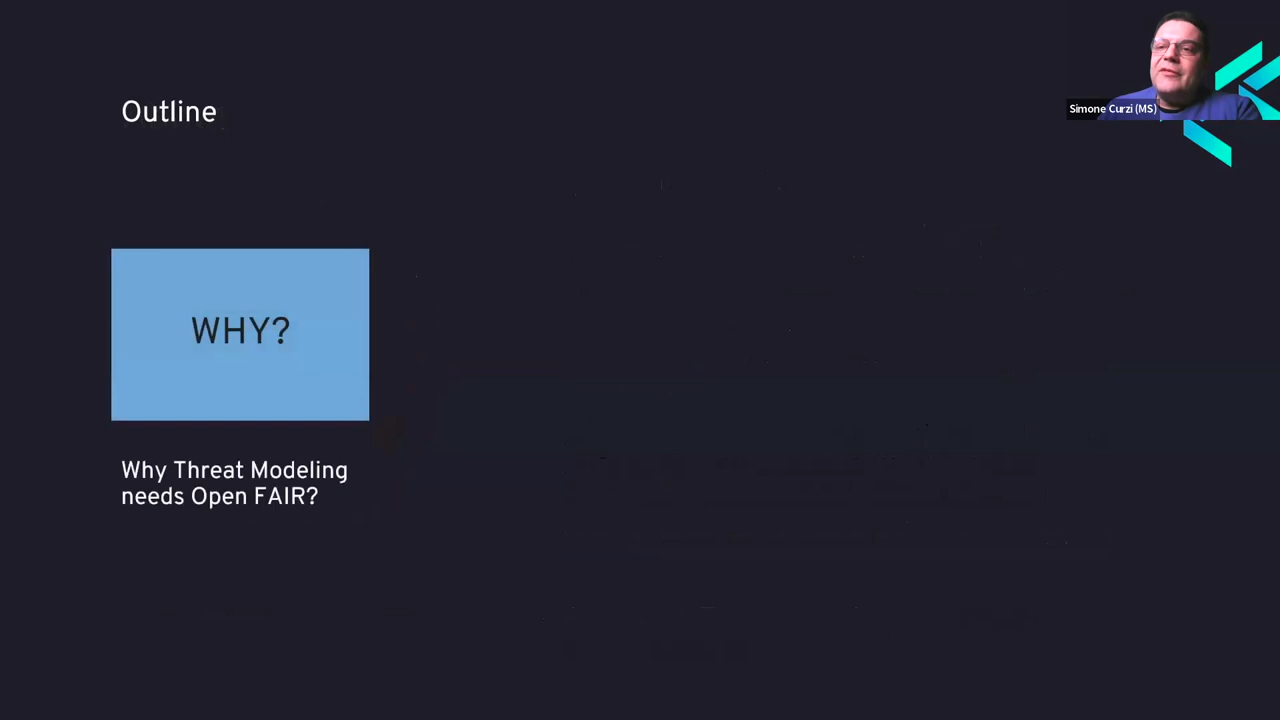 Outline
Simone Curzi (MS)
WHY?
Why Threat Modeling
needs Open FAIR?